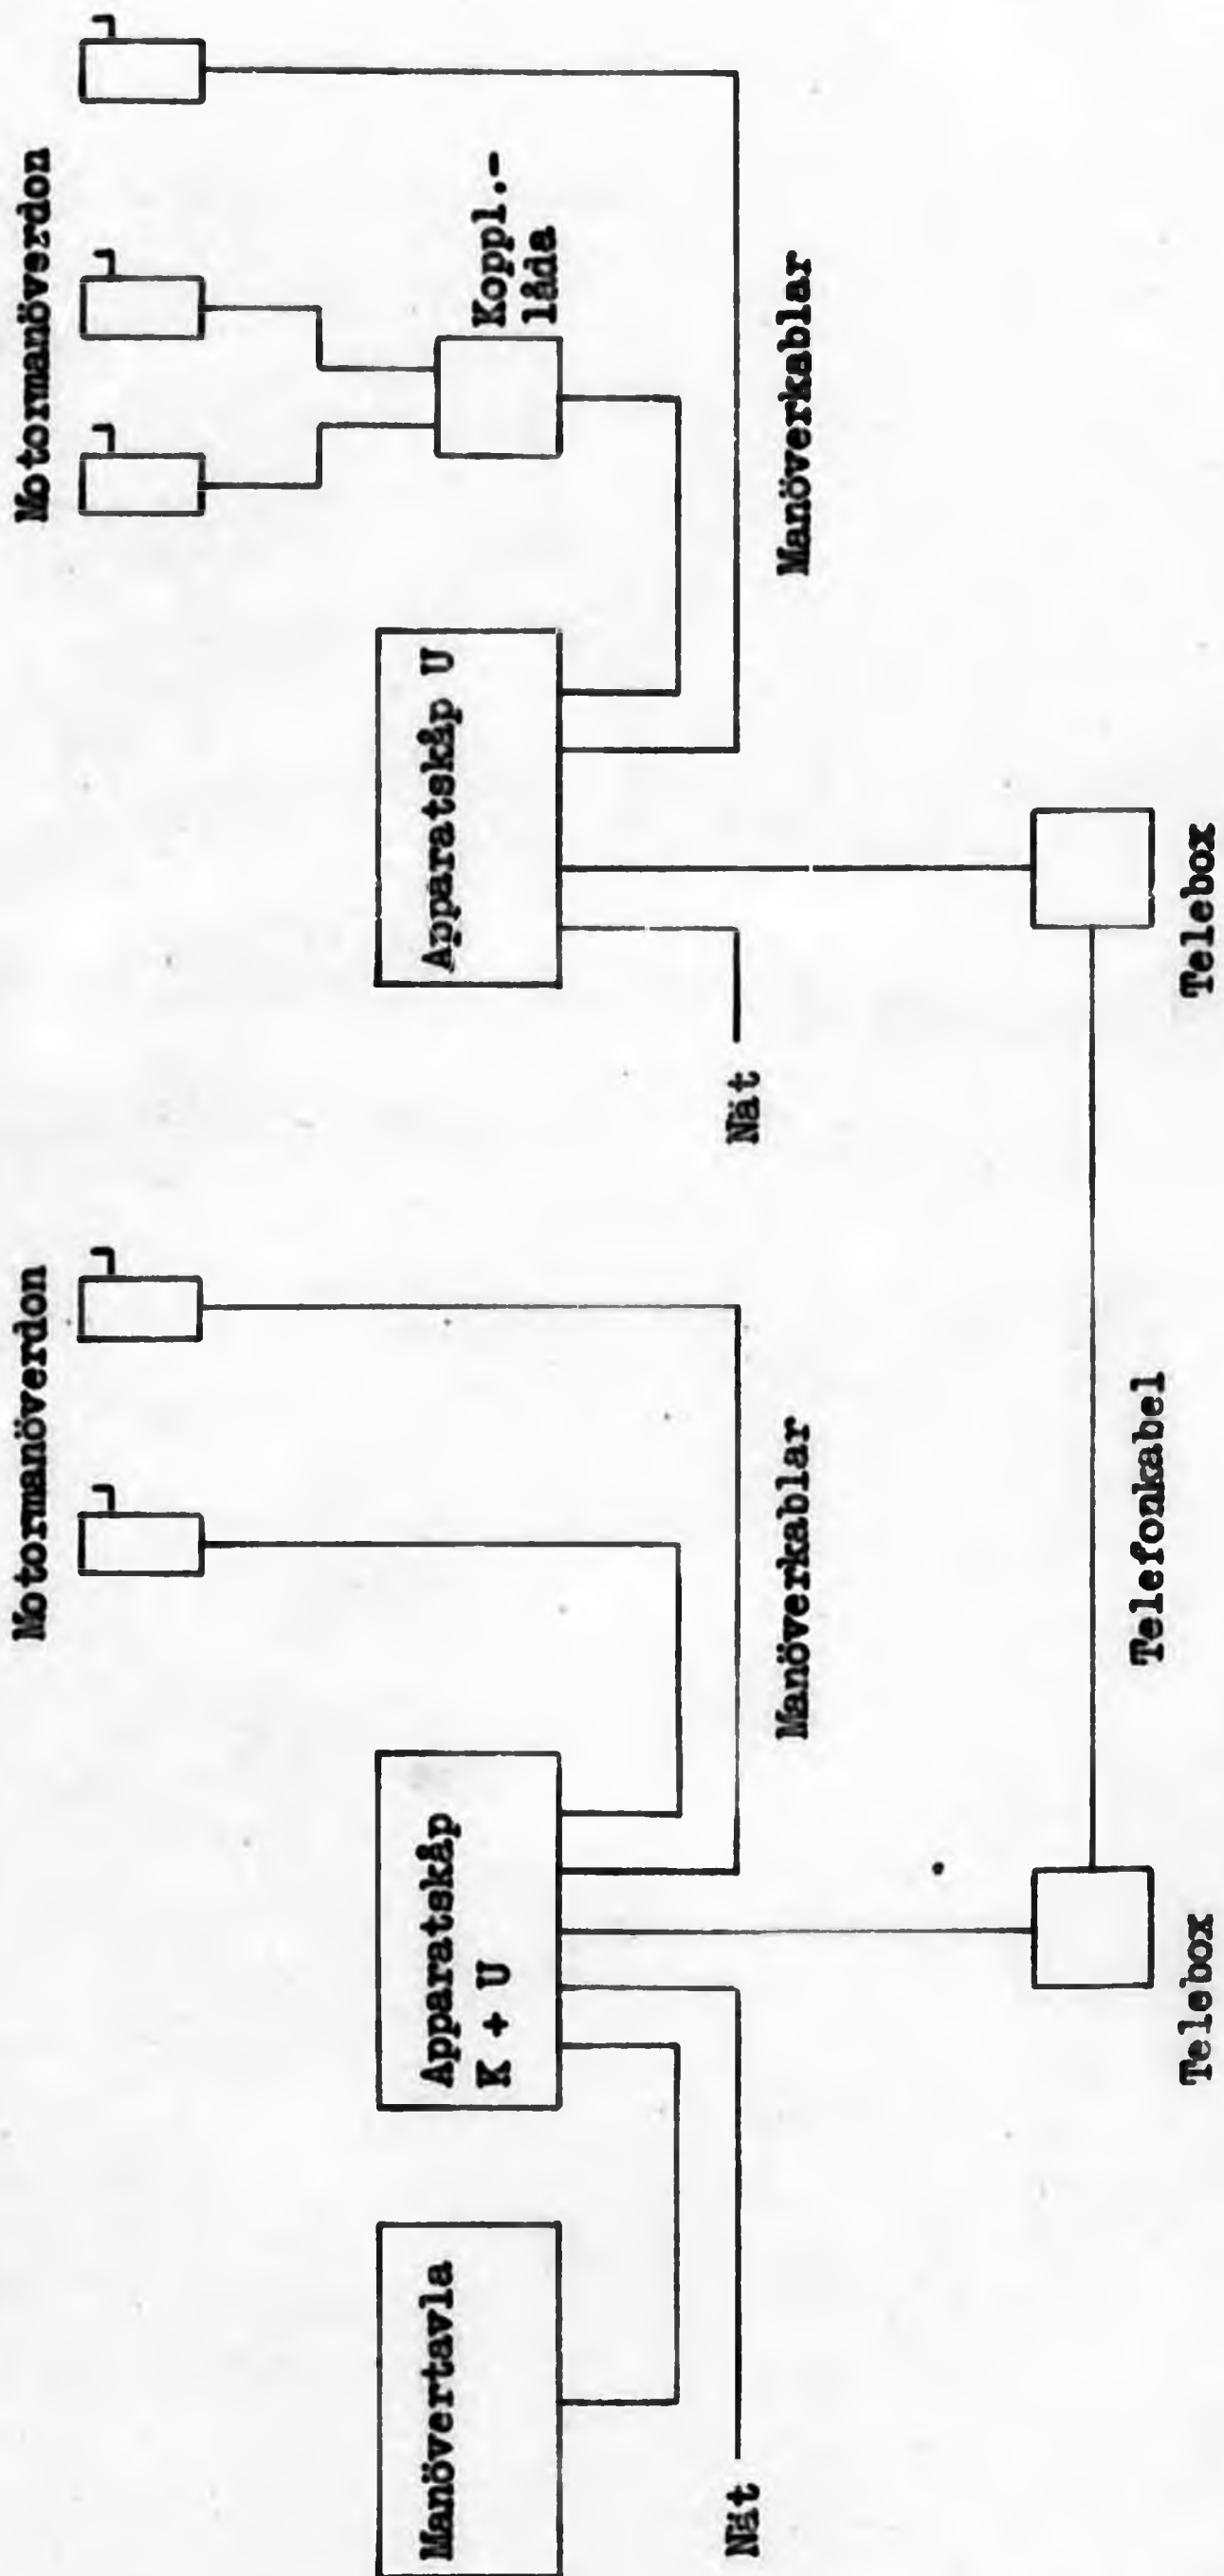 Motormanöverdon
Motormanöverdon
Manövertavla
Apparatskåp
K + U
Apparatskåp U
Koppl.-
låda
Nät
Manöverkablar
Nät
Manöverkablar
Telefonkabel
Telebox
Telebox